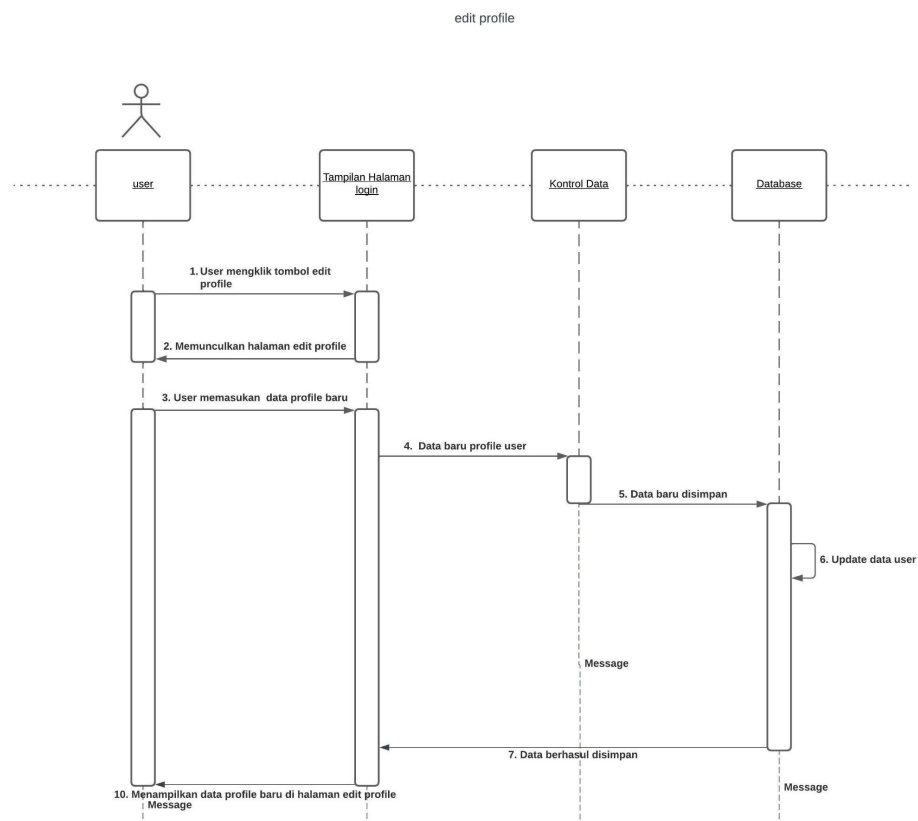 edit profile
user
Tampilan Halaman
login
Kontrol Data
Database
1. User mengklik tombol edit
profile
2. Memunculkan halaman edit profile
3. User memasukan data profile baru
4. Data baru profile user
5. Data baru disimpan
6. Update data user
Message
7. Data berhasul disimpan
Message
10. Menampilkan data profile baru di halaman edit profile
Message